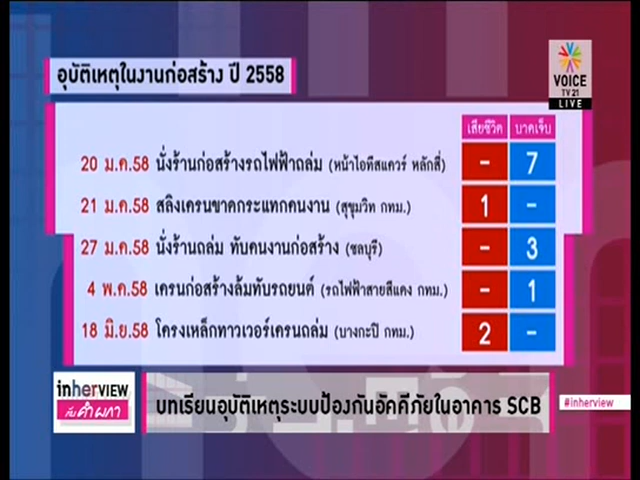 อุบัติเหตุในงานก่อสร้าง ปี 2558
VOICE
TV 21
LIVE
เสียชีวิต บาดเจ็บ
20 ม.ค.58 นั่งร้านก่อสร้างรถไฟฟ้าถล่ม (หน้าไอทีสแควร์ หลักสี่) - 7
21 ม.ค.58 สลิงเครนขาดกระแทกคนงาน (สุขุมวิท กทม.) 1 -
27 ม.ค.58 นั่งร้านถล่ม ทับคนงานก่อสร้าง (ชลบุรี) - 3
4 พ.ค.58 เครนก่อสร้างล้มทับรถยนต์ (รถไฟฟ้าสายสีแดง กทม.) - 1
18 มิ.ย.58 โครงเหล็กทาวเวอร์เครนถล่ม (บางกะปิ กทม.) 2 -
inherVIEW
กับคำผกา
บทเรียนอุบัติเหตุระบบป้องกันอัคคีภัยในอาคาร SCB
#inherview